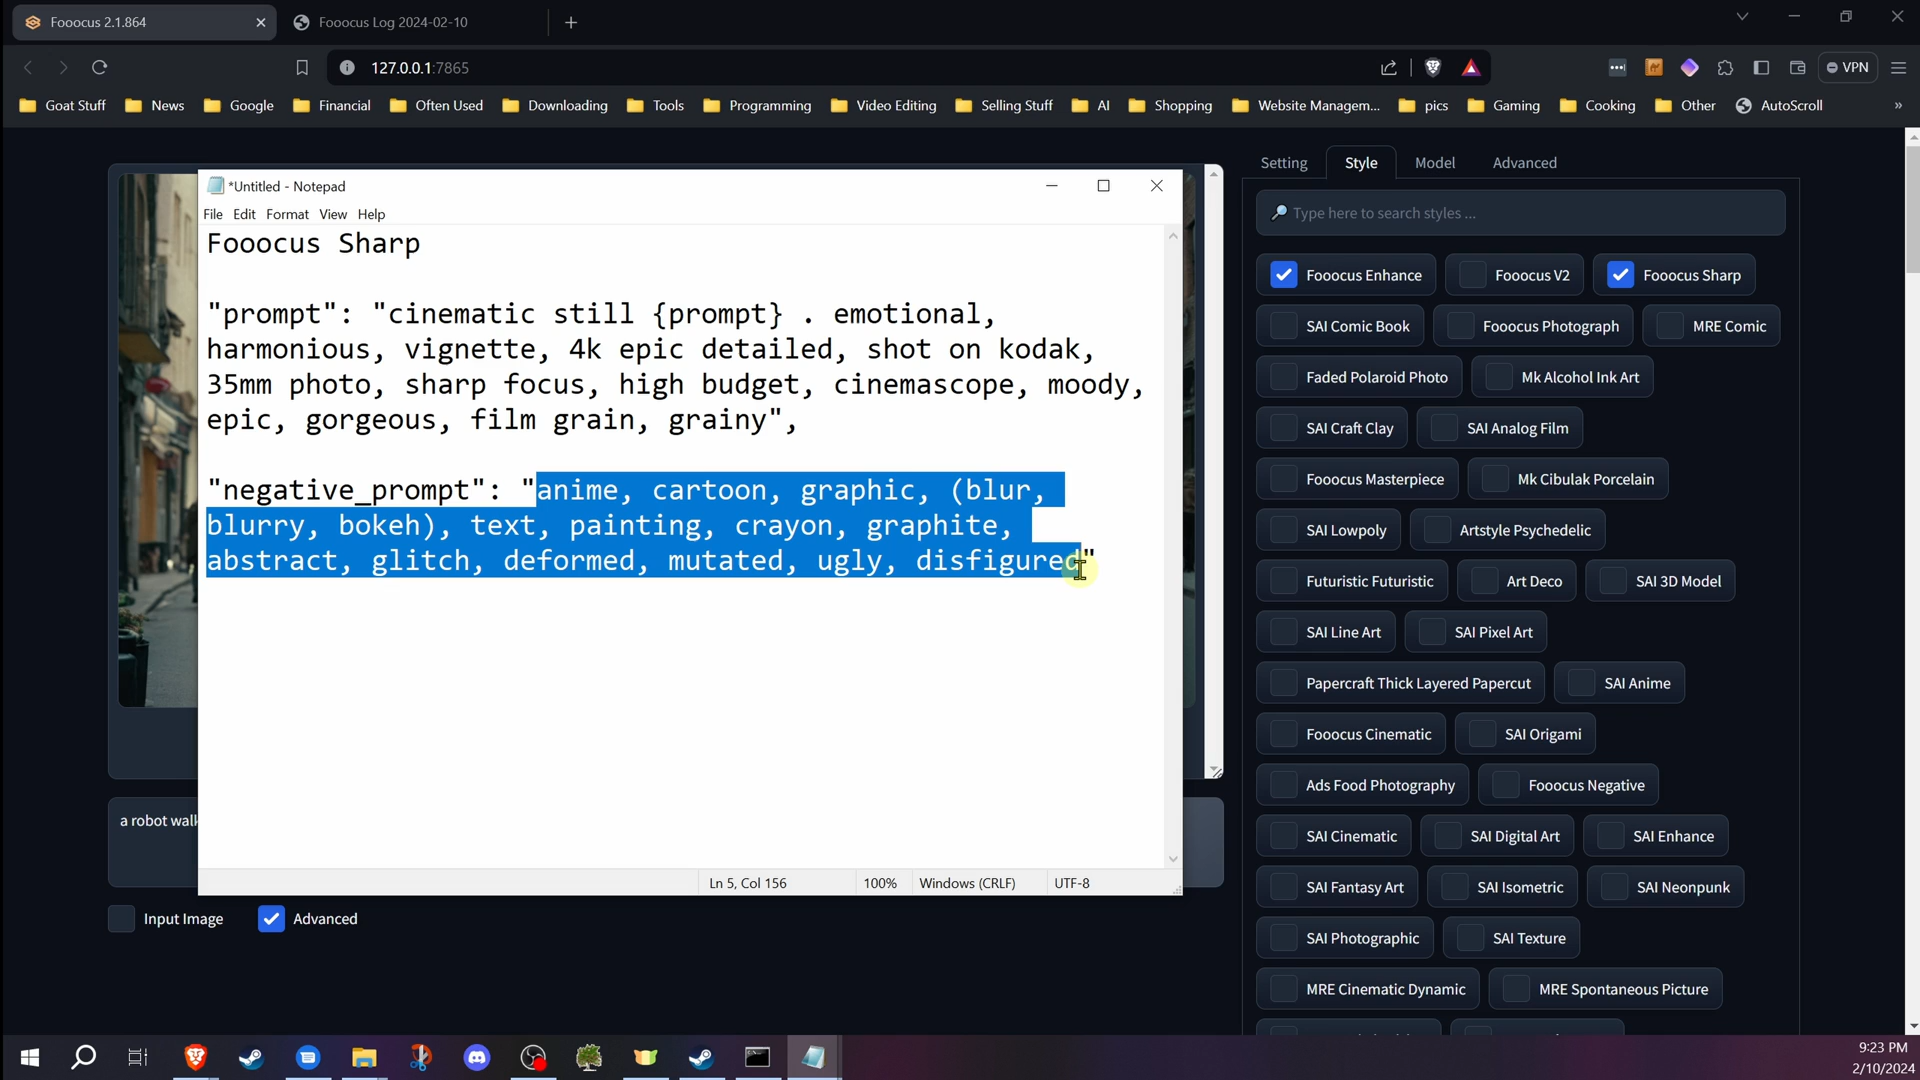 Fooocus 2.1.864
Fooocus Log 2024-02-10
127.0.0.1:7865
VPN
Goat Stuff
News
Google
Financial
Often Used
Downloading
Tools
Programming
Video Editing
Selling Stuff
AI
Shopping
Website Managem...
pics
Gaming
Cooking
Other
AutoScroll
»
*Untitled - Notepad
File Edit Format View Help
Fooocus Sharp
"prompt": "cinematic still {prompt} . emotional,
harmonious, vignette, 4k epic detailed, shot on kodak,
35mm photo, sharp focus, high budget, cinemascope, moody,
epic, gorgeous, film grain, grainy",
"negative_prompt": "anime, cartoon, graphic, (blur,
blurry, bokeh), text, painting, crayon, graphite,
abstract, glitch, deformed, mutated, ugly, disfigured"
Ln 5, Col 156
100%
Windows (CRLF)
UTF-8
a robot walk
Input Image
Advanced
Setting
Style
Model
Advanced
Type here to search styles ...
Fooocus Enhance
Fooocus V2
Fooocus Sharp
SAI Comic Book
Fooocus Photograph
MRE Comic
Faded Polaroid Photo
Mk Alcohol Ink Art
SAI Craft Clay
SAI Analog Film
Fooocus Masterpiece
Mk Cibulak Porcelain
SAI Lowpoly
Artstyle Psychedelic
Futuristic Futuristic
Art Deco
SAI 3D Model
SAI Line Art
SAI Pixel Art
Papercraft Thick Layered Papercut
SAI Anime
Fooocus Cinematic
SAI Origami
Ads Food Photography
Fooocus Negative
SAI Cinematic
SAI Digital Art
SAI Enhance
SAI Fantasy Art
SAI Isometric
SAI Neonpunk
SAI Photographic
SAI Texture
MRE Cinematic Dynamic
MRE Spontaneous Picture
9:23 PM
2/10/2024